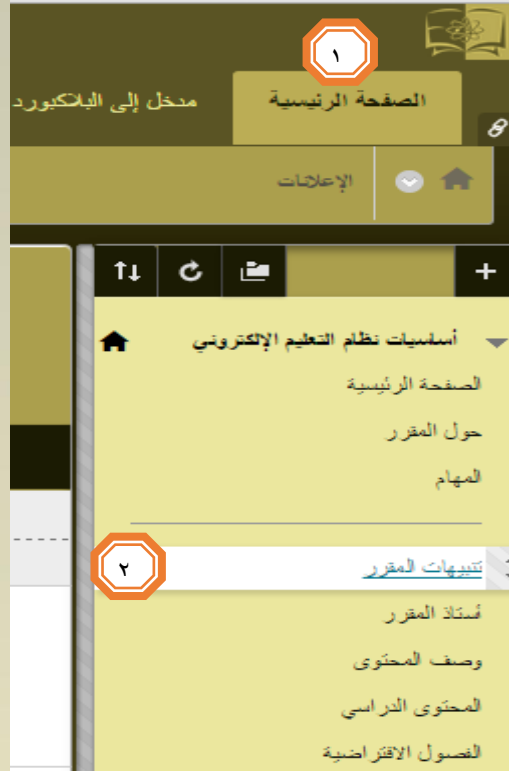 ١
الصفحة الرئيسية
مدخل إلى البلاكبورد
الإعلانات
أساسيات نظام التعليم الإلكتروني
الصفحة الرئيسية
حول المقرر
المهام
٢
تنبيهات المقرر
أستاذ المقرر
وصف المحتوى
المحتوى الدراسي
الفصول الافتراضية